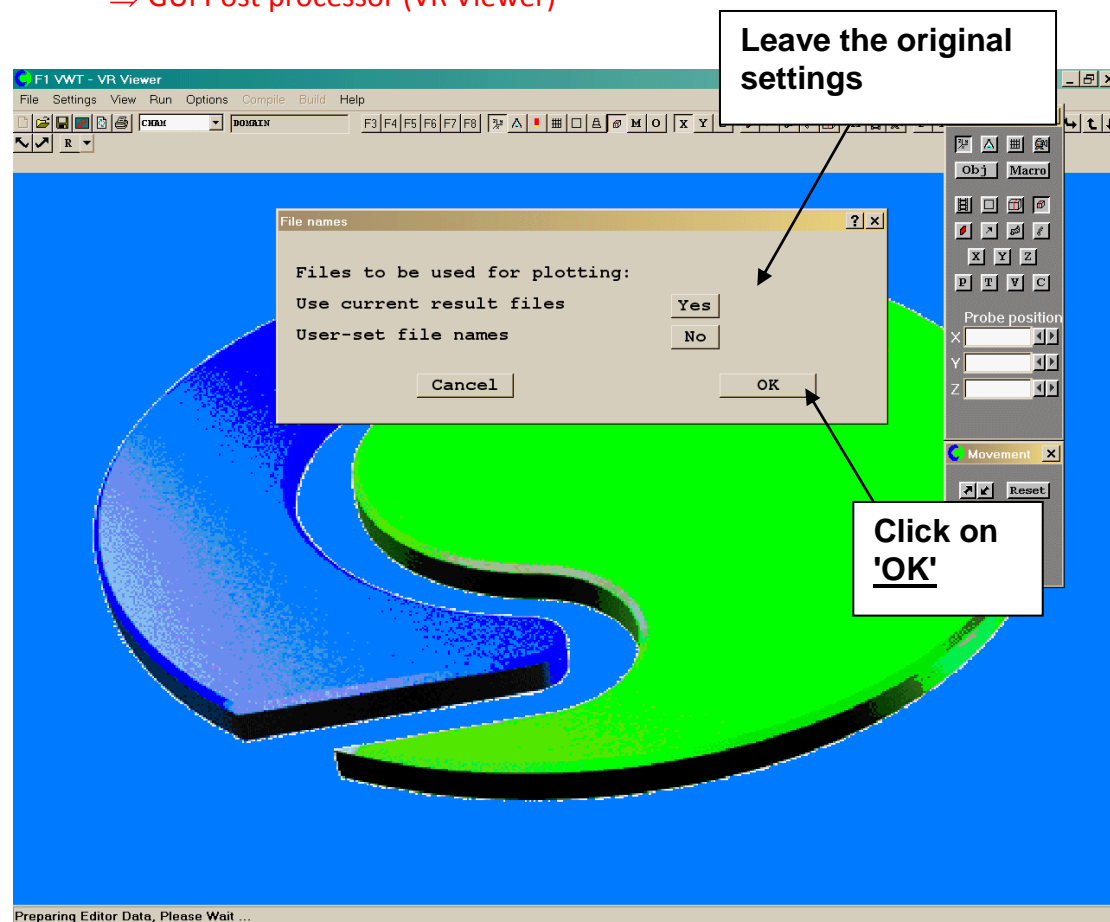 ⇒ GUI Post processor (VR Viewer)
Leave the original
settings
F1 VWT - VR Viewer
File Settings View Run Options Compile Build Help
CHAM DOMAIN F3 F4 F5 F6 F7 F8 M O X Y
R
Obj Macro
X Y Z
P T V C
Probe position
X
Y
Z
File names
Files to be used for plotting:
Use current result files Yes
User-set file names No
Cancel OK
Movement
Reset
Click on
'OK'
Preparing Editor Data, Please Wait ...